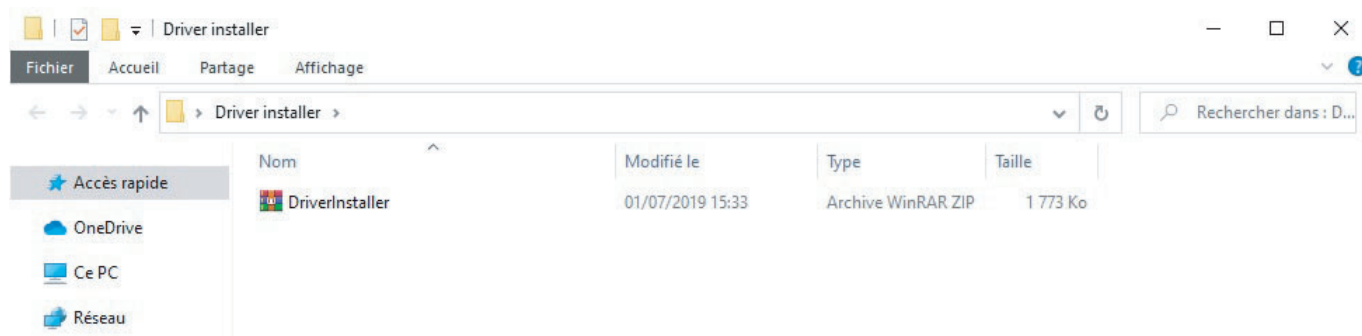 Driver installer
Fichier Accueil Partage Affichage
Driver installer
Rechercher dans : D...
Nom Modifié le Type Taille
Accès rapide
DriverInstaller 01/07/2019 15:33 Archive WinRAR ZIP 1 773 Ko
OneDrive
Ce PC
Réseau